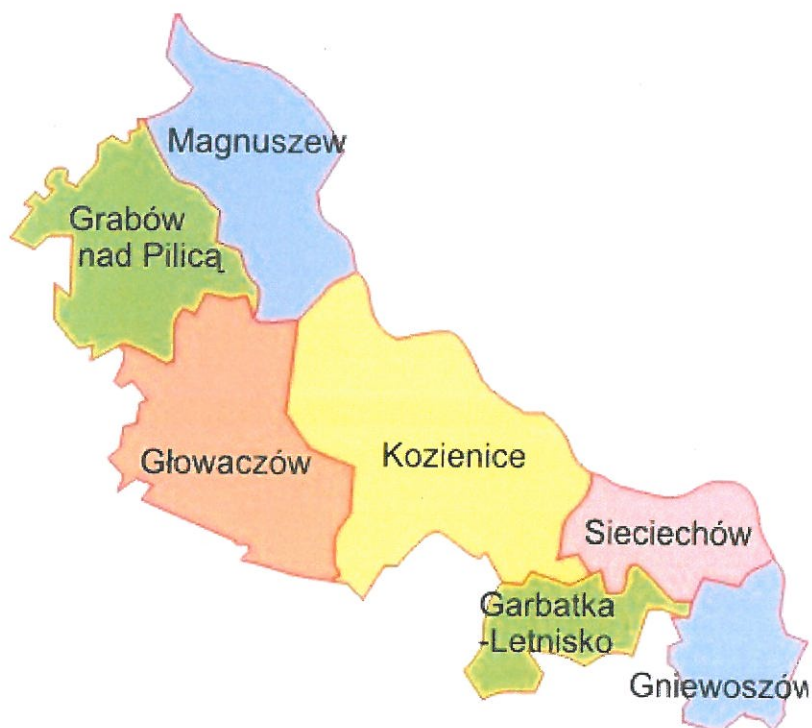 Magnuszew
Grabów
nad Pilicą
Głowaczów
Kozienice
Sieciechów
Garbatka
-Letnisko
Gniewoszów